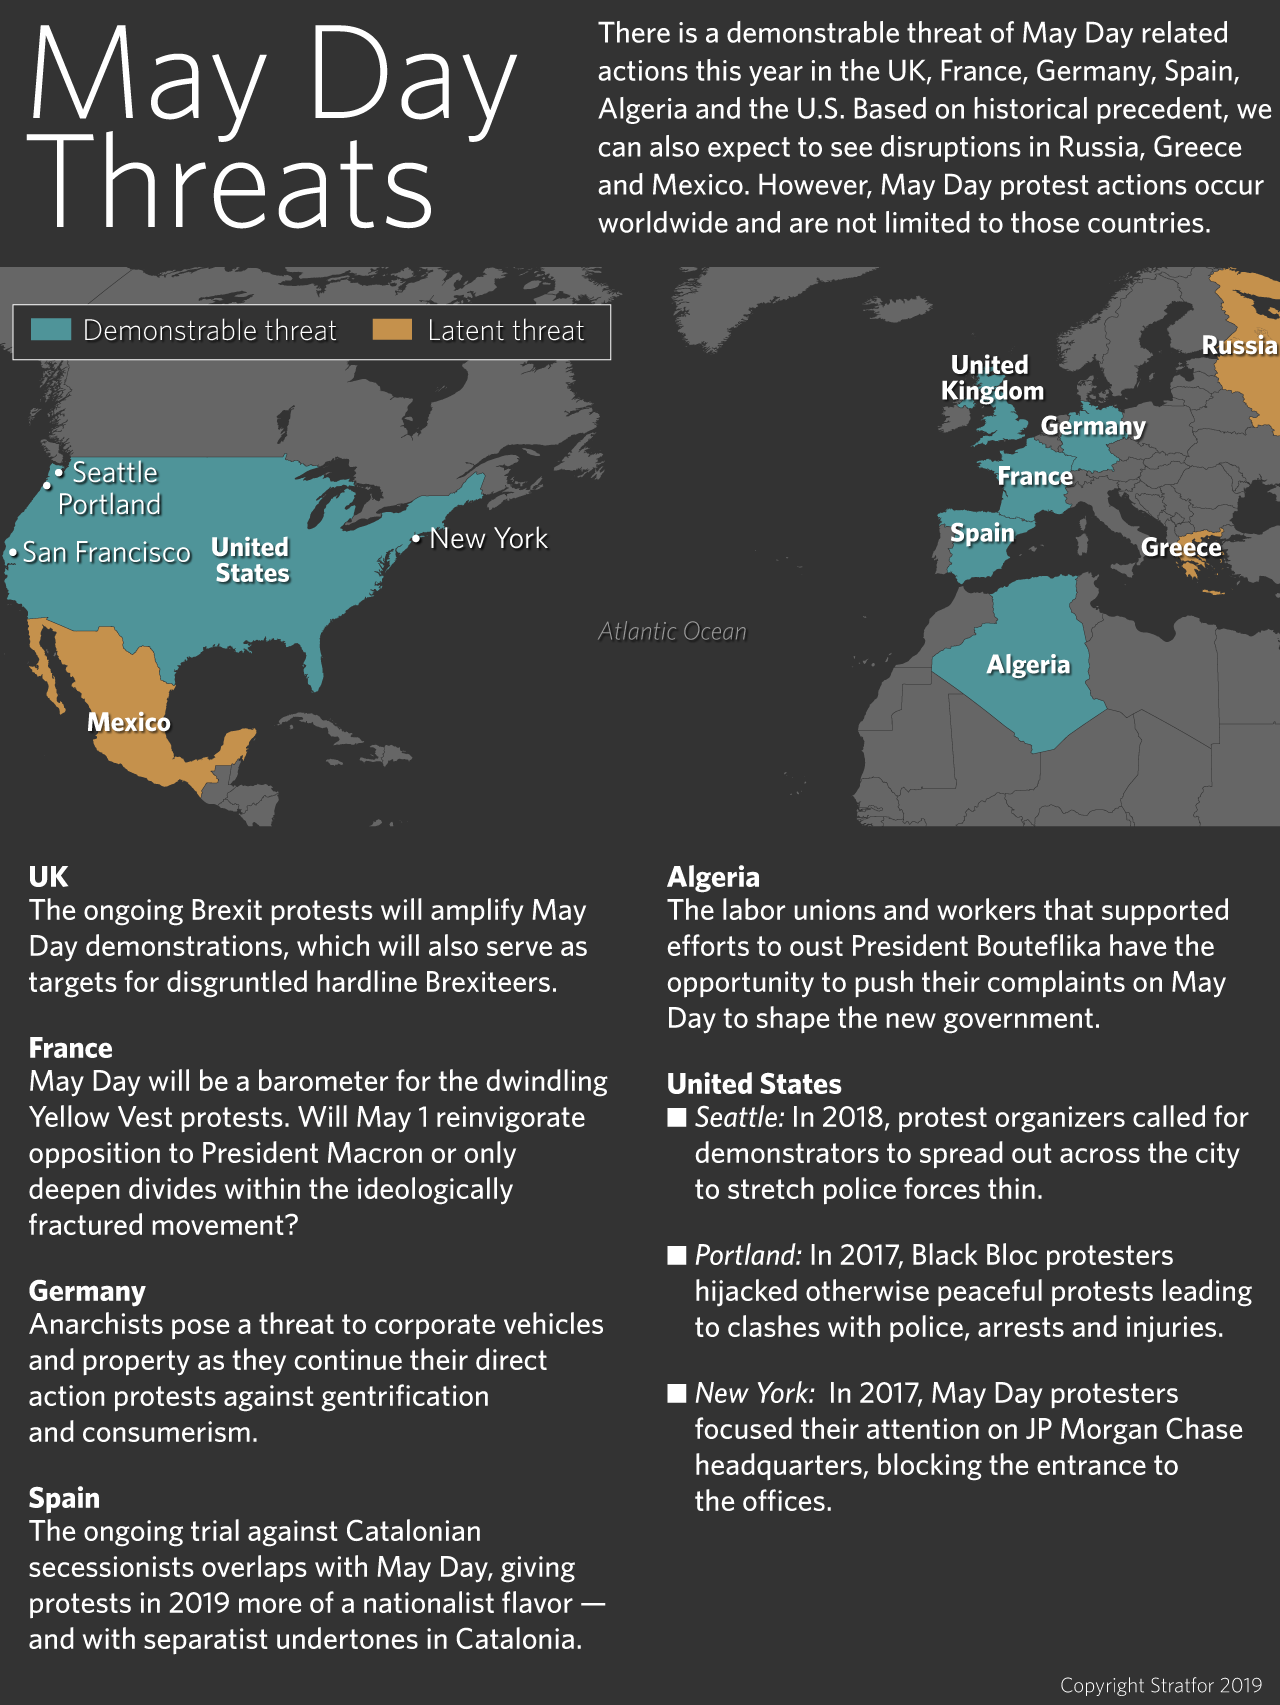 May Day
Threats
There is a demonstrable threat of May Day related
actions this year in the UK, France, Germany, Spain,
Algeria and the U.S. Based on historical precedent, we
can also expect to see disruptions in Russia, Greece
and Mexico. However, May Day protest actions occur
worldwide and are not limited to those countries.
Demonstrable threat
Latent threat
Russia
United
Kingdom
Germany
France
Spain
Greece
Algeria
Seattle
Portland
San Francisco
United
States
New York
Mexico
Atlantic Ocean
UK
The ongoing Brexit protests will amplify May
Day demonstrations, which will also serve as
targets for disgruntled hardline Brexiteers.
France
May Day will be a barometer for the dwindling
Yellow Vest protests. Will May 1 reinvigorate
opposition to President Macron or only
deepen divides within the ideologically
fractured movement?
Germany
Anarchists pose a threat to corporate vehicles
and property as they continue their direct
action protests against gentrification
and consumerism.
Spain
The ongoing trial against Catalonian
secessionists overlaps with May Day, giving
protests in 2019 more of a nationalist flavor —
and with separatist undertones in Catalonia.
Algeria
The labor unions and workers that supported
efforts to oust President Bouteflika have the
opportunity to push their complaints on May
Day to shape the new government.
United States
■ Seattle: In 2018, protest organizers called for
demonstrators to spread out across the city
to stretch police forces thin.
■ Portland: In 2017, Black Bloc protesters
hijacked otherwise peaceful protests leading
to clashes with police, arrests and injuries.
■ New York: In 2017, May Day protesters
focused their attention on JP Morgan Chase
headquarters, blocking the entrance to
the offices.
Copyright Stratfor 2019